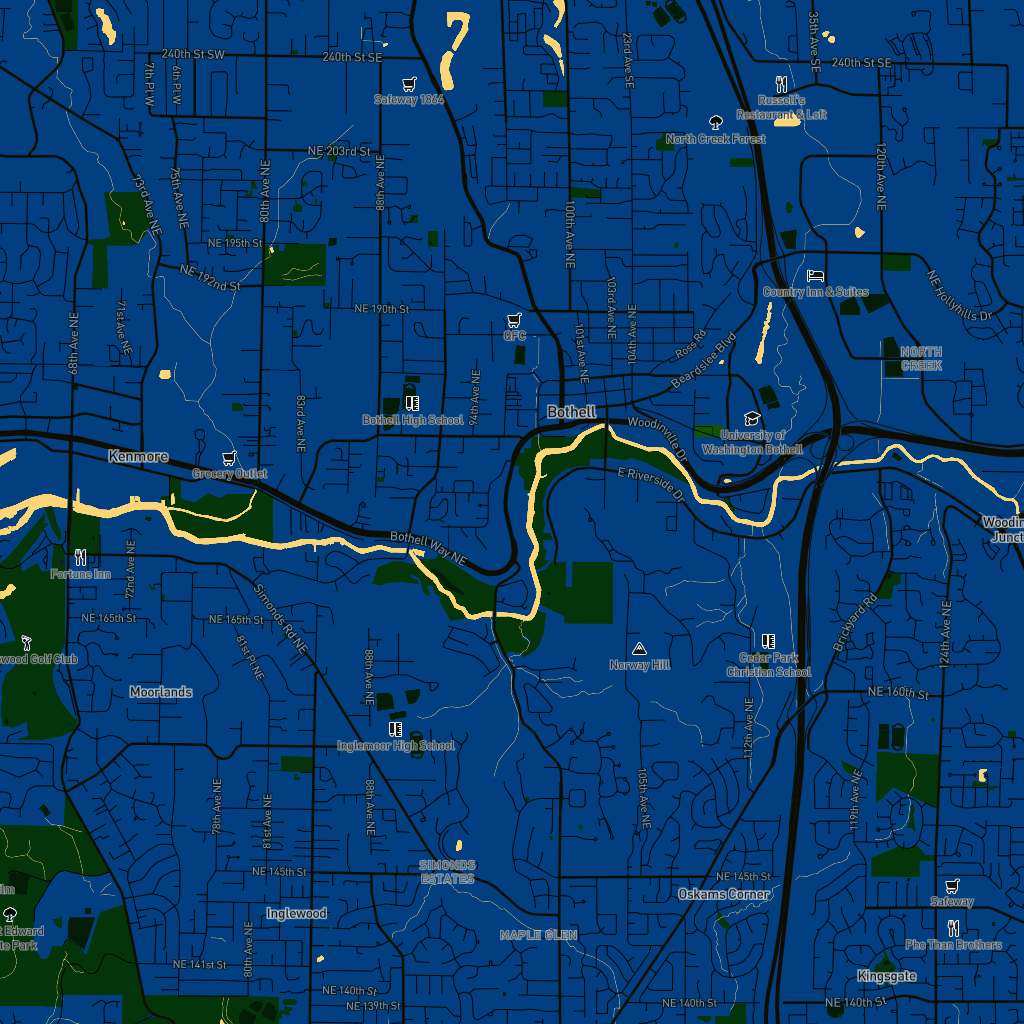 240th St SW
240th St SE
23rd Ave SE
35th Ave SE
240th St SE
7th Pl W
6th Pl W
Safeway 1864
Russell's
Restaurant & Loft
North Creek Forest
NE 203rd St
80th Ave NE
88th Ave NE
120th Ave NE
73rd Ave NE
75th Ave NE
100th Ave NE
NE 195th St
NE 192nd St
Country Inn & Suites
NE Hollyhills Dr
NE 190th St
71st Ave NE
68th Ave NE
QFC
103rd Ave NE
104th Ave NE
101st Ave NE
Ross Rd
Beardslee Blvd
NORTH
CREEK
83rd Ave NE
94th Ave NE
Bothell High School
Bothell
Woodinville Dr
University of
Washington Bothell
Kenmore
Grocery Outlet
E Riverside Dr
Bothell Way NE
Fortune Inn
72nd Ave NE
NE 165th St
NE 165th St
Simonds Rd NE
81st Pl NE
88th Ave NE
Norway Hill
Cedar Park
Christian School
Brickyard Rd
124th Ave NE
Moorlands
NE 160th St
Inglemoor High School
112th Ave NE
78th Ave NE
81st Ave NE
88th Ave NE
105th Ave NE
119th Ave NE
SIMONDS
ESTATES
NE 145th St
NE 145th St
Oskams Corner
Safeway
Inglewood
MAPLE GLEN
Pho Than Brothers
80th Ave NE
NE 141st St
Kingsgate
NE 140th St
NE 139th St
NE 140th St
NE 140th St